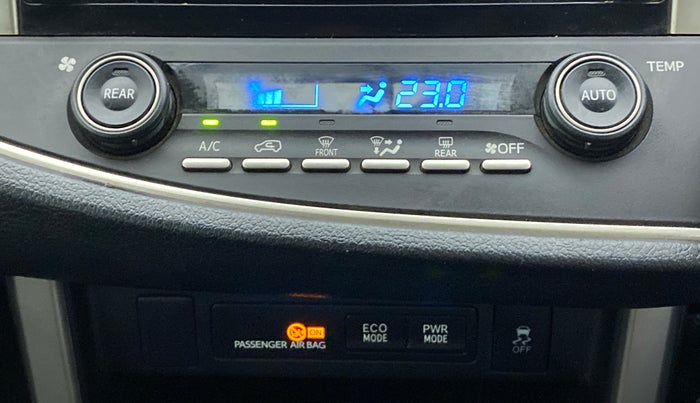 TEMP
REAR
23.0
AUTO
A/C
FRONT
REAR
OFF
ON
PASSENGER AIR BAG
ECO
MODE
PWR
MODE
OFF